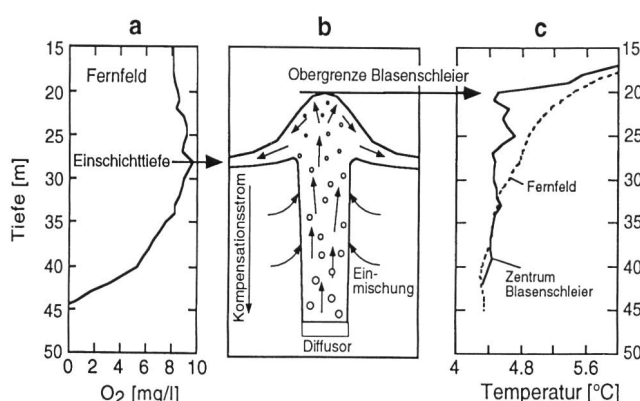 a
b
c
15
20
25
30
35
40
45
50
Tiefe [m]
Fernfeld
Einschichttiefe
0 2 4 6 8 10
O2 [mg/l]
Obergrenze Blasenschleier
Kompensationsstrom
Ein-
mischung
Diffusor
15
20
25
30
35
40
45
50
Fernfeld
Zentrum
Blasenschleier
4 4.8 5.6
Temperatur [°C]